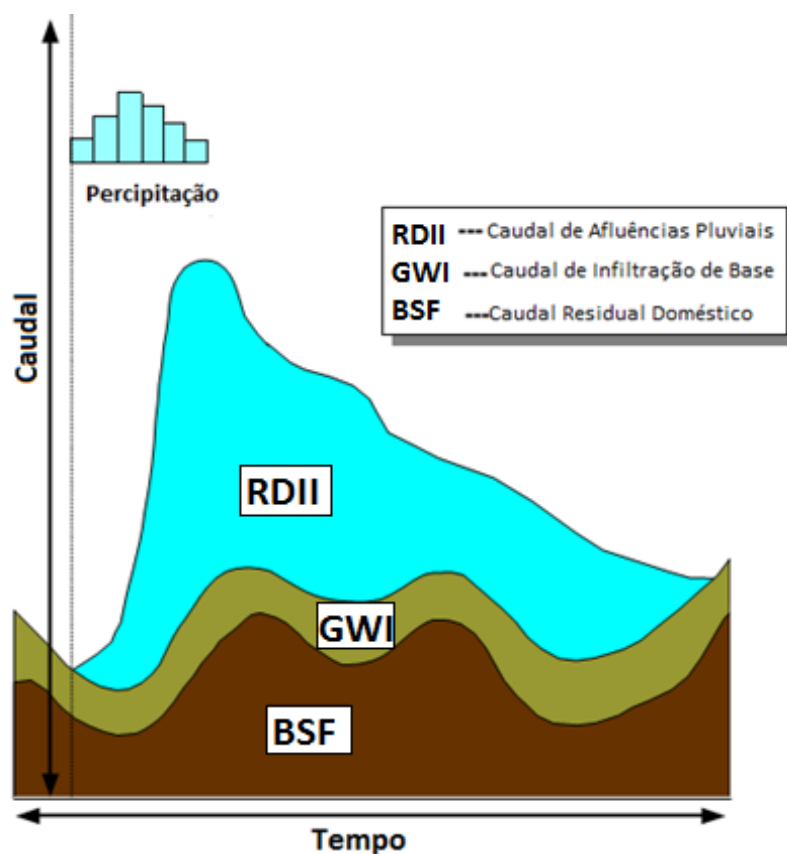 Percipitação
RDII --- Caudal de Afluências Pluviais
GWI --- Caudal de Infiltração de Base
BSF --- Caudal Residual Doméstico
Caudal
RDII
GWI
BSF
Tempo